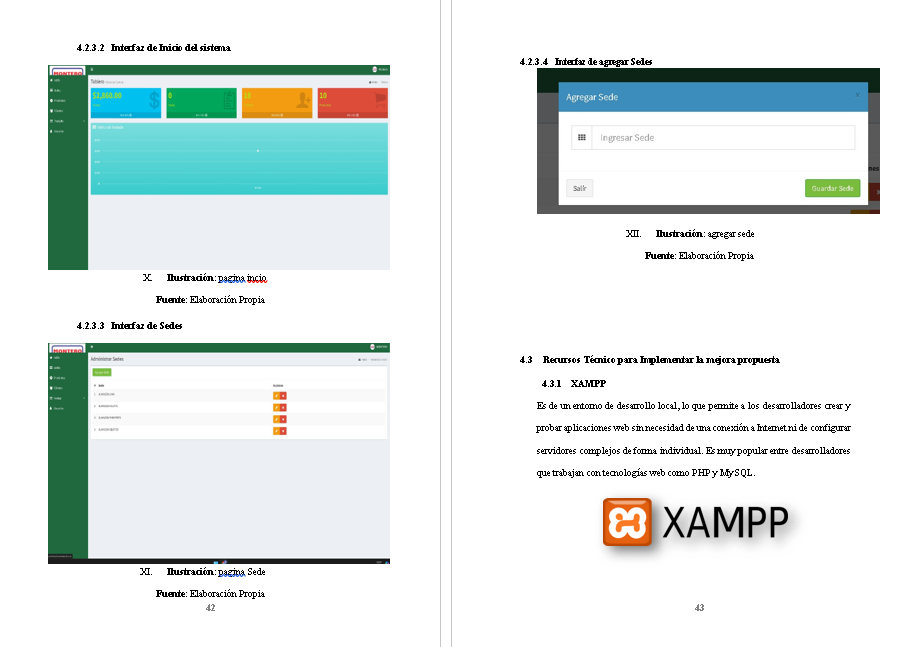 4.2.3.2 Interfaz de Inicio del sistema
MONTERO
Tablero
$2,860.00
0
10
10
X. Ilustración: pagina incio
Fuente: Elaboración Propia
4.2.3.3 Interfaz de Sedes
MONTERO
Administrar Sedes
XI. Ilustración: pagina Sede
Fuente: Elaboración Propia
42
4.2.3.4 Interfaz de agregar Sedes
Agregar Sede
×
Ingresar Sede
Salir
Guardar Sede
XII. Ilustración: agregar sede
Fuente: Elaboración Propia
4.3 Recursos Técnico para Implementar la mejora propuesta
4.3.1 XAMPP
Es de un entorno de desarrollo local, lo que permite a los desarrolladores crear y
probar aplicaciones web sin necesidad de una conexión a Internet ni de configurar
servidores complejos de forma individual. Es muy popular entre desarrolladores
que trabajan con tecnologías web como PHP y MySQL.
XAMPP
43